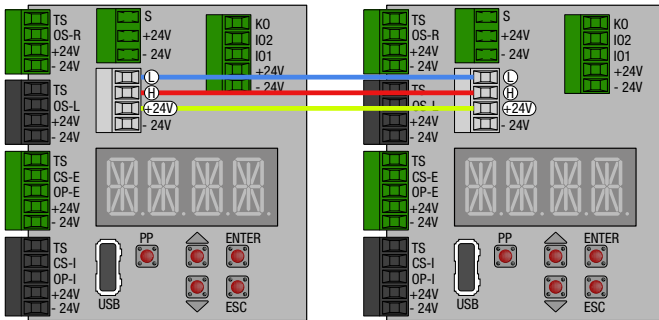 TS
OS-R
+24V
- 24V
S
+24V
- 24V
KO
IO2
IO1
+24V
- 24V
L
H
+24V
- 24V
TS
OS-L
+24V
- 24V
TS
CS-E
OP-E
+24V
- 24V
TS
CS-I
OP-I
+24V
- 24V
PP
ENTER
USB
ESC
TS
OS-R
+24V
- 24V
S
+24V
- 24V
KO
IO2
IO1
+24V
- 24V
L
H
+24V
- 24V
TS
OS-L
+24V
- 24V
TS
CS-E
OP-E
+24V
- 24V
TS
CS-I
OP-I
+24V
- 24V
PP
ENTER
USB
ESC